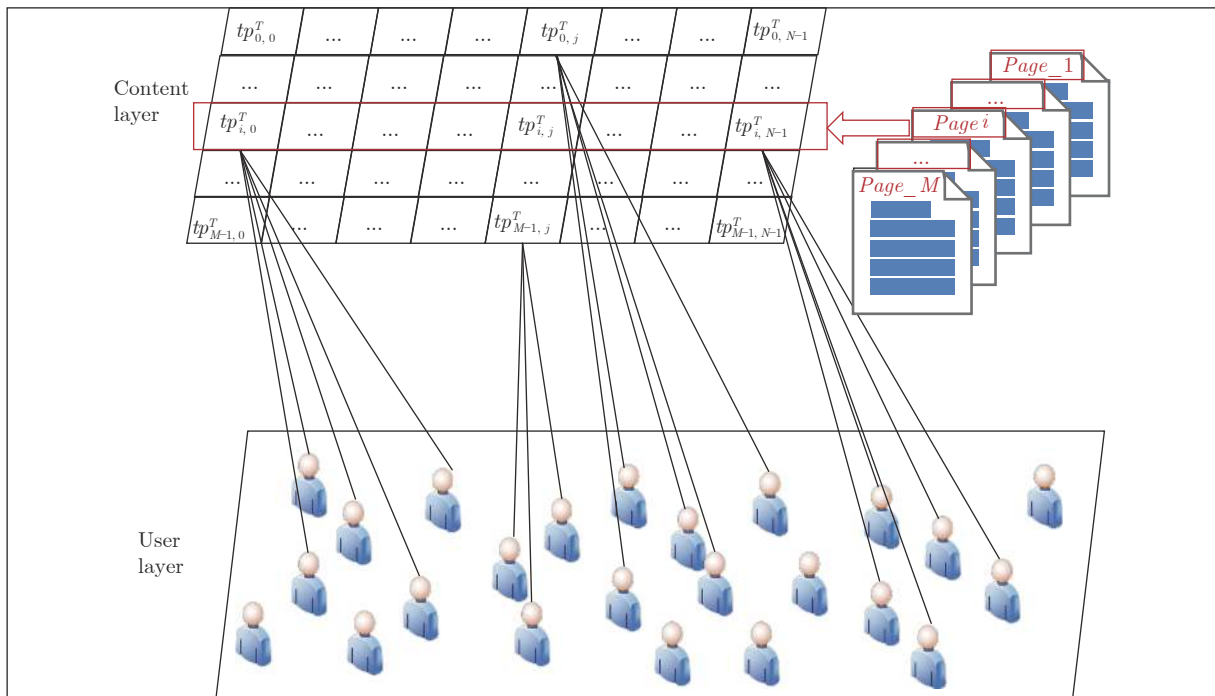 tp^T_{0, 0} ... ... ... tp^T_{0, j} ... ... tp^T_{0, N-1}
... ... ... ... ... ... ... ...
tp^T_{i, 0} ... ... ... tp^T_{i, j} ... ... tp^T_{i, N-1}
... ... ... ... ... ... ... ...
tp^T_{M-1, 0} ... ... ... tp^T_{M-1, j} ... ... tp^T_{M-1, N-1}
Content
layer
Page_1
...
Page i
...
Page_M
User
layer